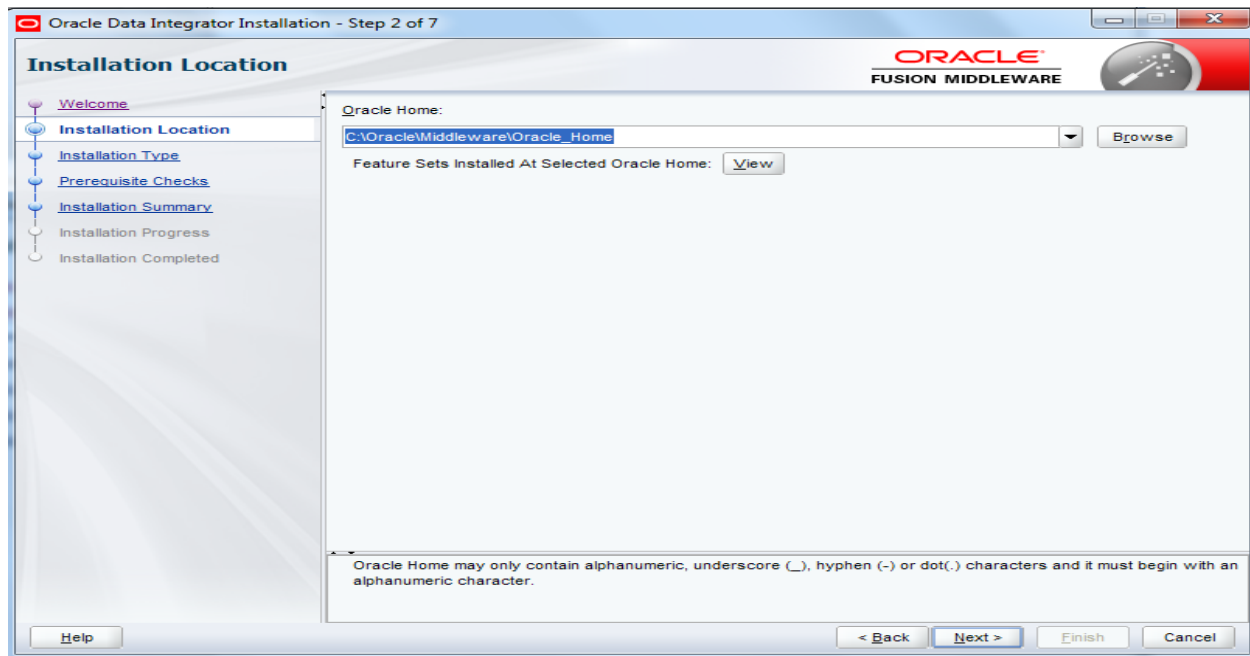 Oracle Data Integrator Installation - Step 2 of 7
Installation Location
ORACLE
FUSION MIDDLEWARE
Welcome
Installation Location
Installation Type
Prerequisite Checks
Installation Summary
Installation Progress
Installation Completed
Oracle Home:
C:\Oracle\Middleware\Oracle_Home
Browse
Feature Sets Installed At Selected Oracle Home:
View
Oracle Home may only contain alphanumeric, underscore (_), hyphen (-) or dot(.) characters and it must begin with an
alphanumeric character.
Help
< Back
Next >
Finish
Cancel